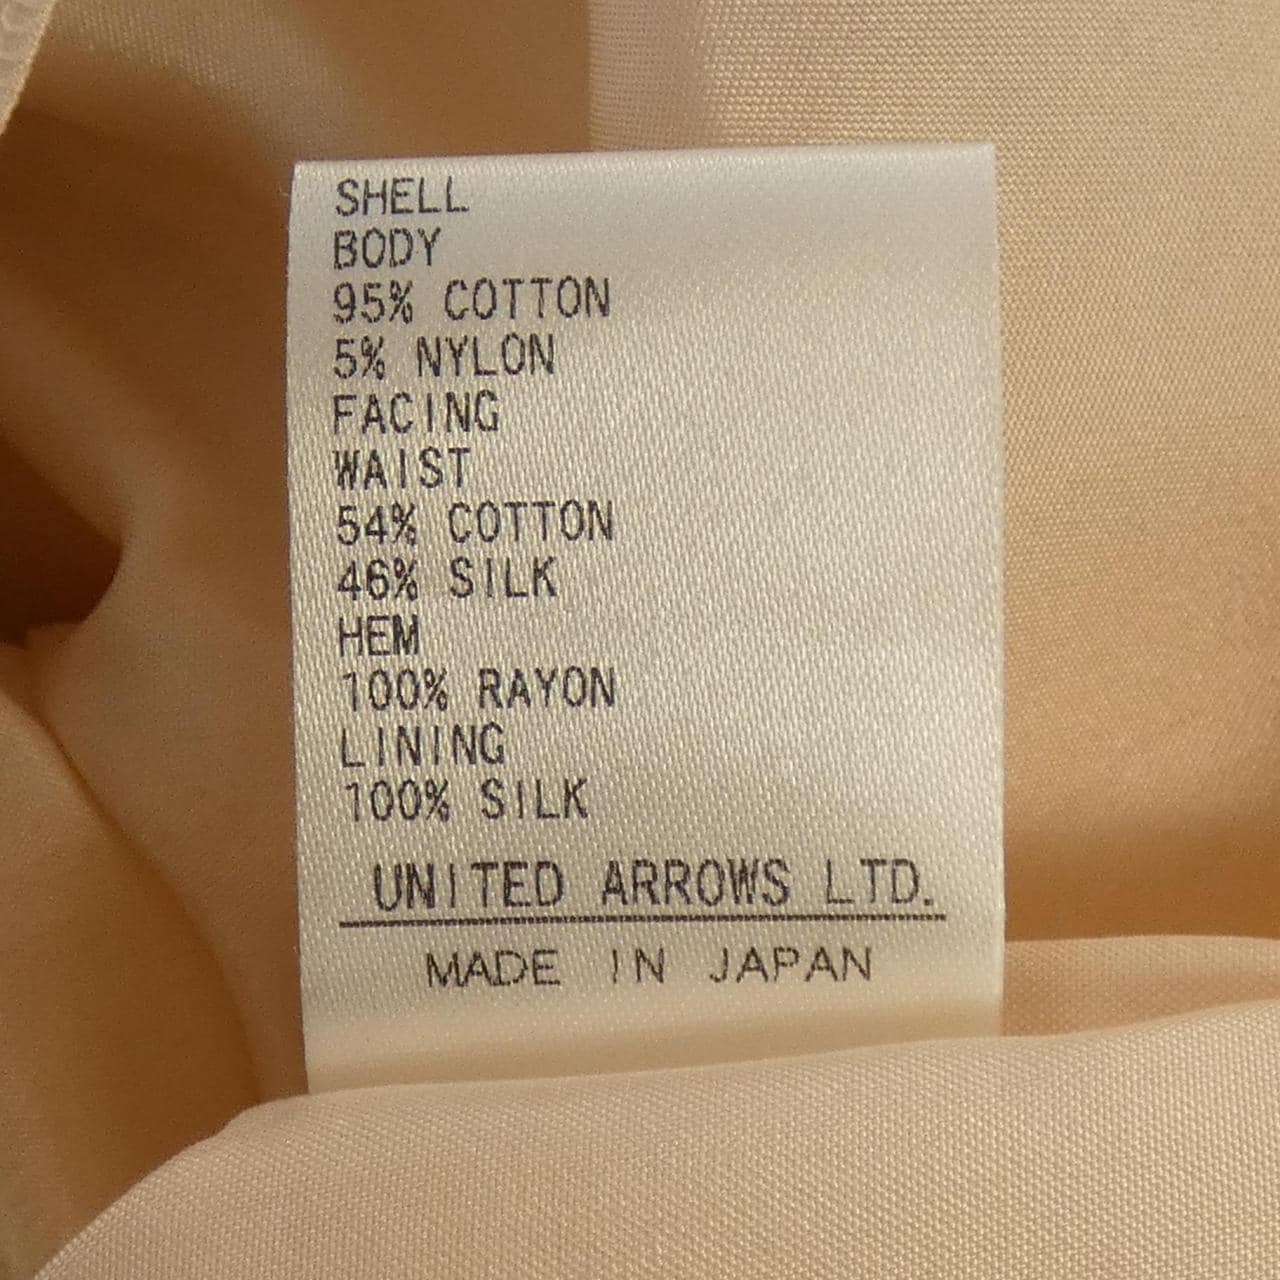 SHELL
BODY
95% COTTON
5% NYLON
FACING
WAIST
54% COTTON
46% SILK
HEM
100% RAYON
LINING
100% SILK
UNITED ARROWS LTD.
MADE IN JAPAN